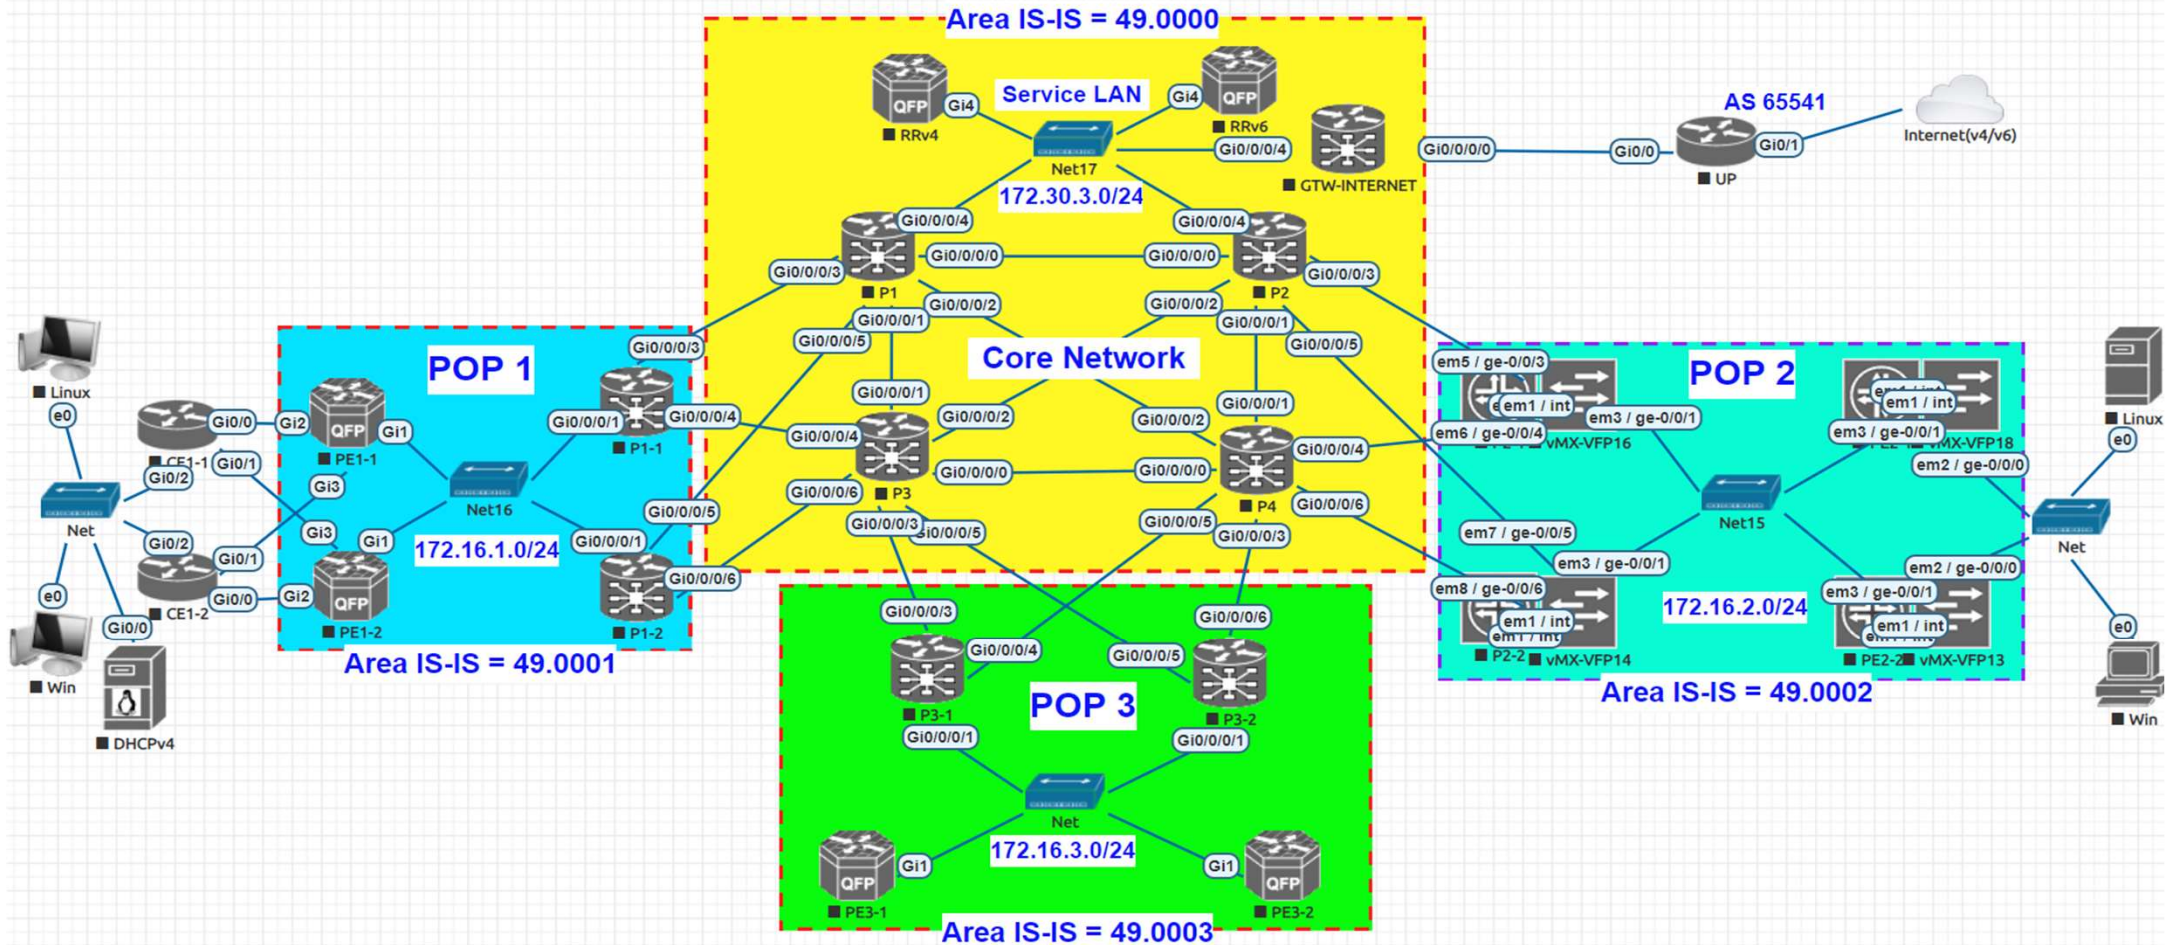 Area IS-IS = 49.0000
QFP
Gi4
RRv4
Service LAN
Gi4
QFP
RRv6
Gi0/0/0/4
Net17
172.30.3.0/24
GTW-INTERNET
Gi0/0/0/0
Gi0/0
UP
AS 65541
Gi0/1
Internet(v4/v6)
Gi0/0/0/4
Gi0/0/0/4
Gi0/0/0/3
Gi0/0/0/0
Gi0/0/0/0
Gi0/0/0/3
P1
P2
Gi0/0/0/2
Gi0/0/0/2
Gi0/0/0/1
Gi0/0/0/1
Gi0/0/0/5
Gi0/0/0/5
Core Network
Gi0/0/0/1
Gi0/0/0/1
Gi0/0/0/2
Gi0/0/0/2
Gi0/0/0/4
Gi0/0/0/4
Gi0/0/0/0
Gi0/0/0/0
P3
P4
Gi0/0/0/6
Gi0/0/0/6
Gi0/0/0/3
Gi0/0/0/5
Gi0/0/0/5
Gi0/0/0/3
Linux
e0
CE1-1
Gi0/0
Gi0/1
Gi0/2
Net
Gi0/2
Gi0/1
Gi0/0
CE1-2
e0
Win
Gi0/0
DHCPv4
POP 1
Gi2
QFP
Gi1
PE1-1
Gi3
Gi3
Gi1
Gi2
QFP
PE1-2
Net16
172.16.1.0/24
Gi0/0/0/3
Gi0/0/0/1
Gi0/0/0/4
P1-1
Gi0/0/0/5
Gi0/0/0/1
Gi0/0/0/6
P1-2
Area IS-IS = 49.0001
POP 2
em5 / ge-0/0/3
em1 / int
em3 / ge-0/0/1
em6 / ge-0/0/4
vMX-VFP16
em1 / int
em1 / int
em3 / ge-0/0/1
vMX-VFP18
em2 / ge-0/0/0
Net15
em7 / ge-0/0/5
em3 / ge-0/0/1
em8 / ge-0/0/6
em1 / int
em1 / int
P2-2
vMX-VFP14
172.16.2.0/24
em2 / ge-0/0/0
em3 / ge-0/0/1
em1 / int
PE2-2
vMX-VFP13
Area IS-IS = 49.0002
Linux
e0
Net
e0
Win
Gi0/0/0/3
Gi0/0/0/6
Gi0/0/0/4
Gi0/0/0/5
P3-1
POP 3
P3-2
Gi0/0/0/1
Gi0/0/0/1
Net
172.16.3.0/24
QFP
Gi1
PE3-1
Gi1
QFP
PE3-2
Area IS-IS = 49.0003